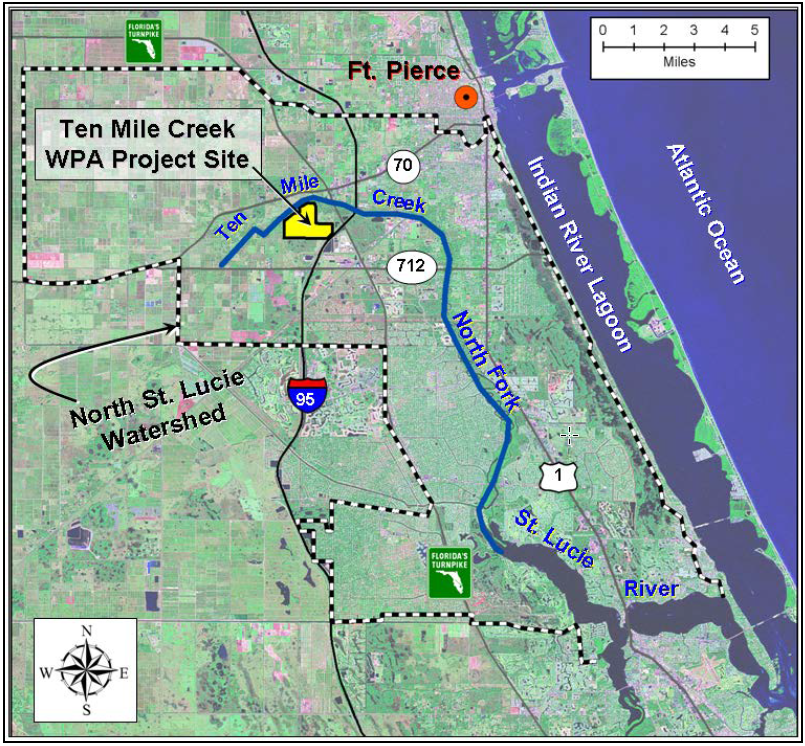 FLORIDA'S
TURNPIKE
0 1 2 3 4 5
Miles
Ft. Pierce
Ten Mile Creek
WPA Project Site
70
Ten Mile Creek
Indian River Lagoon
Atlantic Ocean
712
North Fork
North St. Lucie
Watershed
95
1
St. Lucie
River
FLORIDA'S
TURNPIKE
N
W E
S